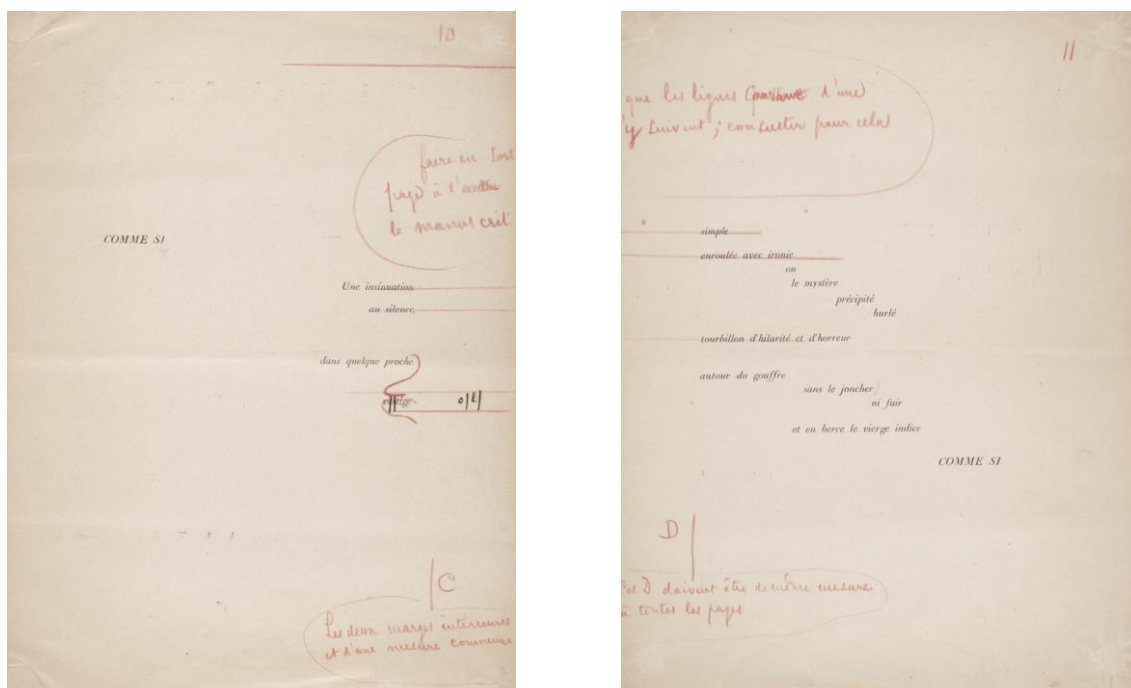 10
faire en sort
page à l'
le manuscrit
COMME SI
Une insinuation
au silence,
dans quelque proche
C
Les deux marges intérieures
et d'une mesure commune
11
que les lignes d'une
y suivent ; consulter pour cela
simple
enroulée avec ironie
ou
le mystère
précipité
hurlé
tourbillon d'hilarité et d'horreur
autour du gouffre
sans le joncher
ni fuir
et en berce le vierge indice
COMME SI
D
et D doivent être de même mesure
à toutes les pages